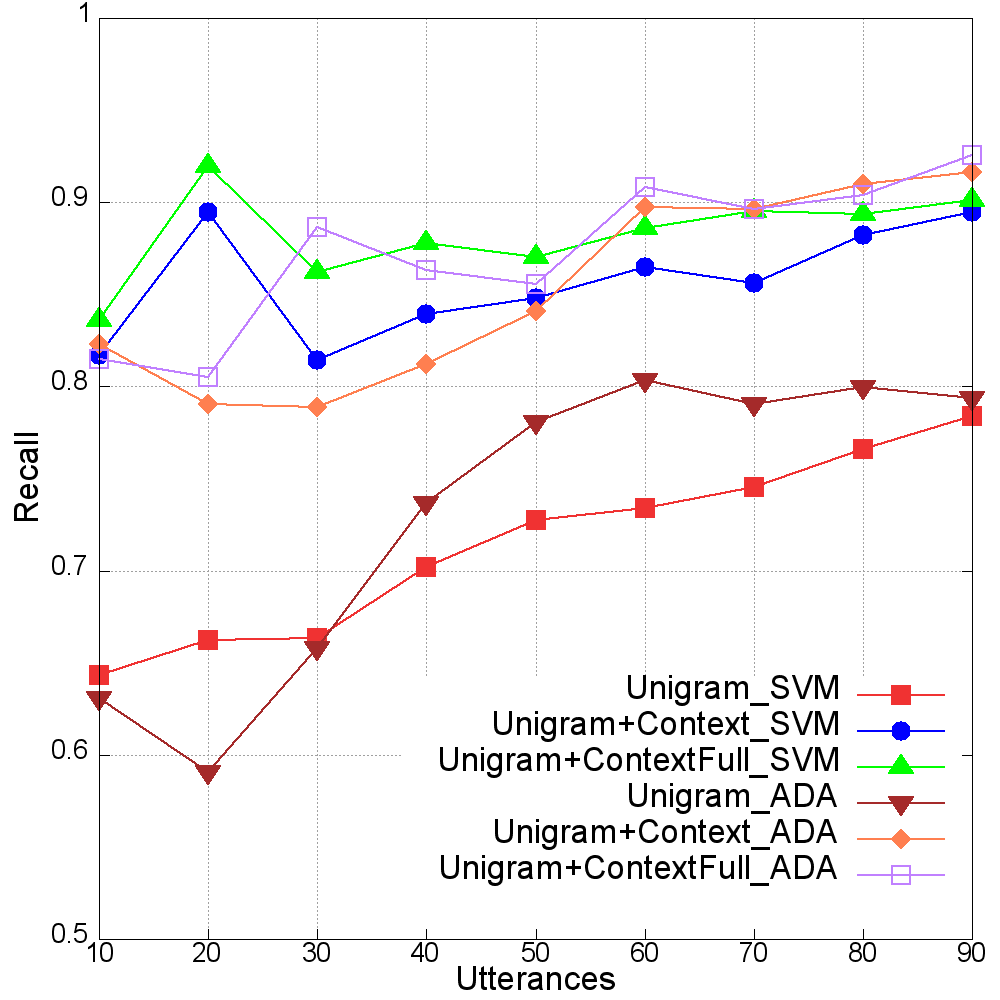 1
0.9
0.8
0.7
0.6
0.5
Recall
Unigram_SVM
Unigram+Context_SVM
Unigram+ContextFull_SVM
Unigram_ADA
Unigram+Context_ADA
Unigram+ContextFull_ADA
10 20 30 40 50 60 70 80 90
Utterances